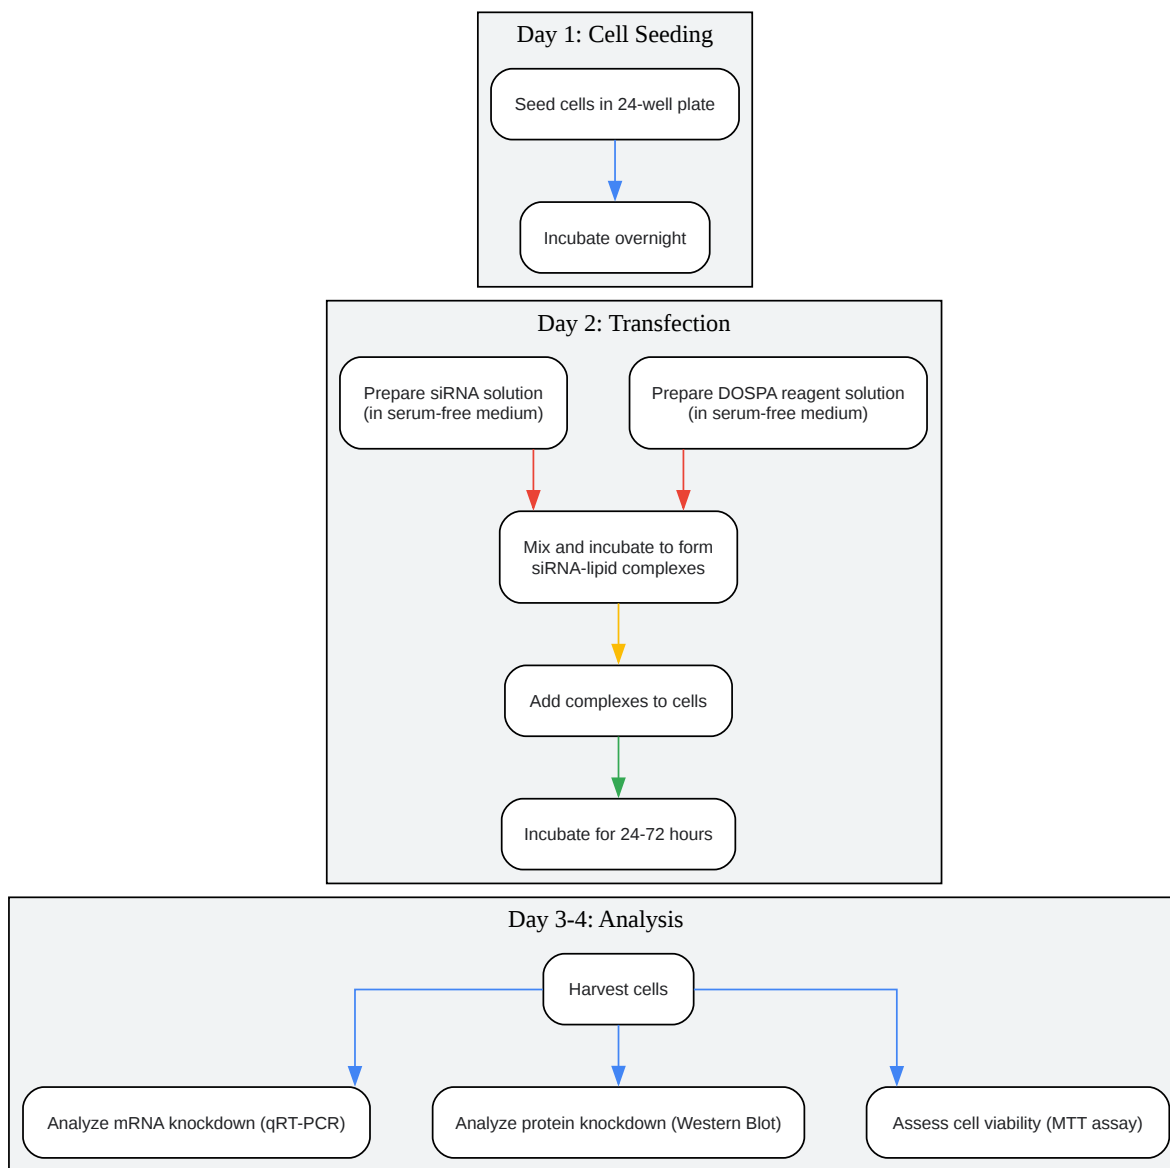 Day 1: Cell Seeding
Seed cells in 24-well plate
Incubate overnight
Day 2: Transfection
Prepare siRNA solution
(in serum-free medium)
Prepare DOSPA reagent solution
(in serum-free medium)
Mix and incubate to form
siRNA-lipid complexes
Add complexes to cells
Incubate for 24-72 hours
Day 3-4: Analysis
Harvest cells
Analyze mRNA knockdown (qRT-PCR)
Analyze protein knockdown (Western Blot)
Assess cell viability (MTT assay)